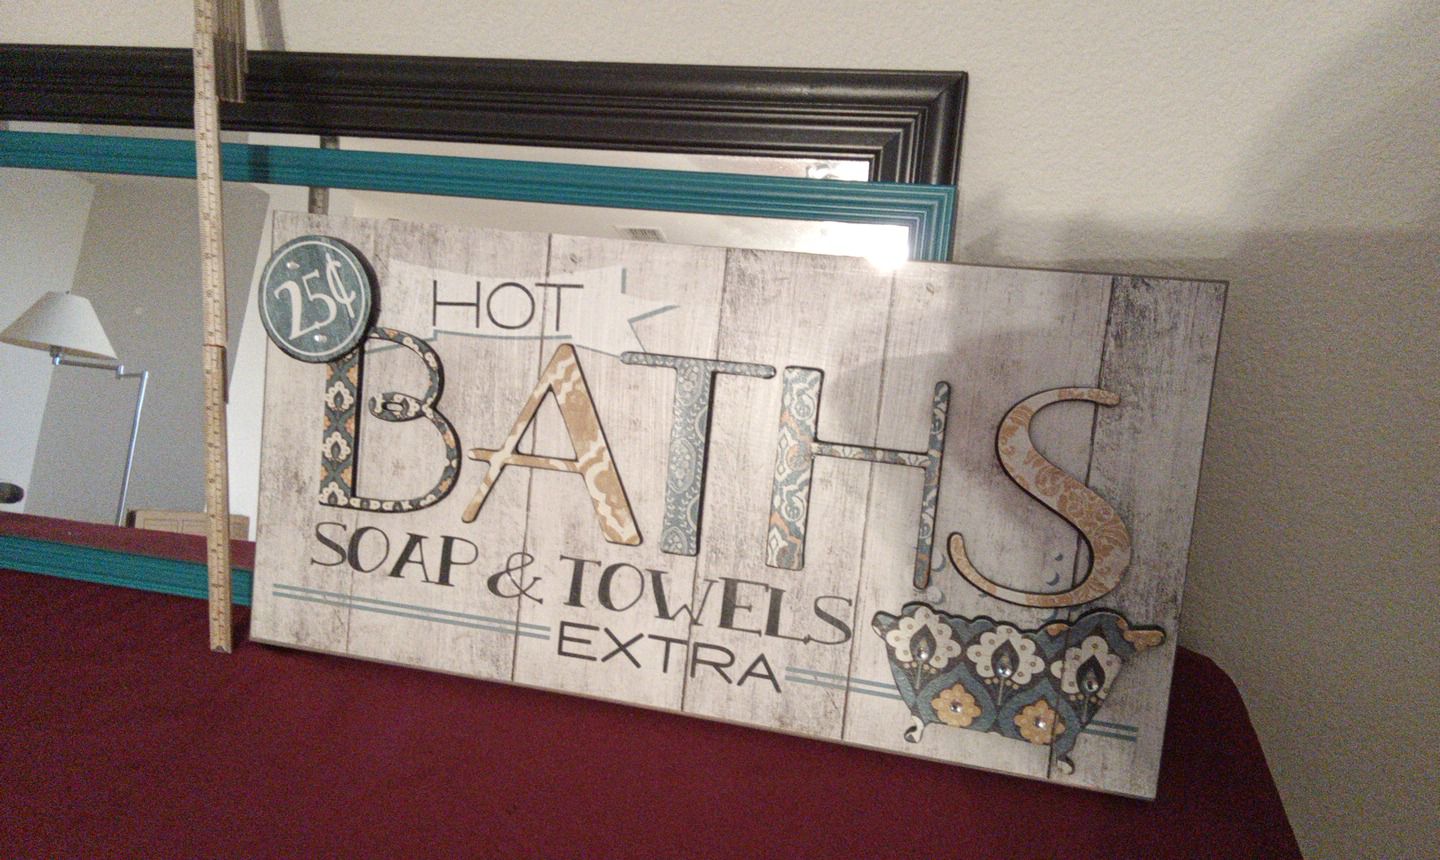 25¢
HOT
BATHS
SOAP & TOWELS
EXTRA